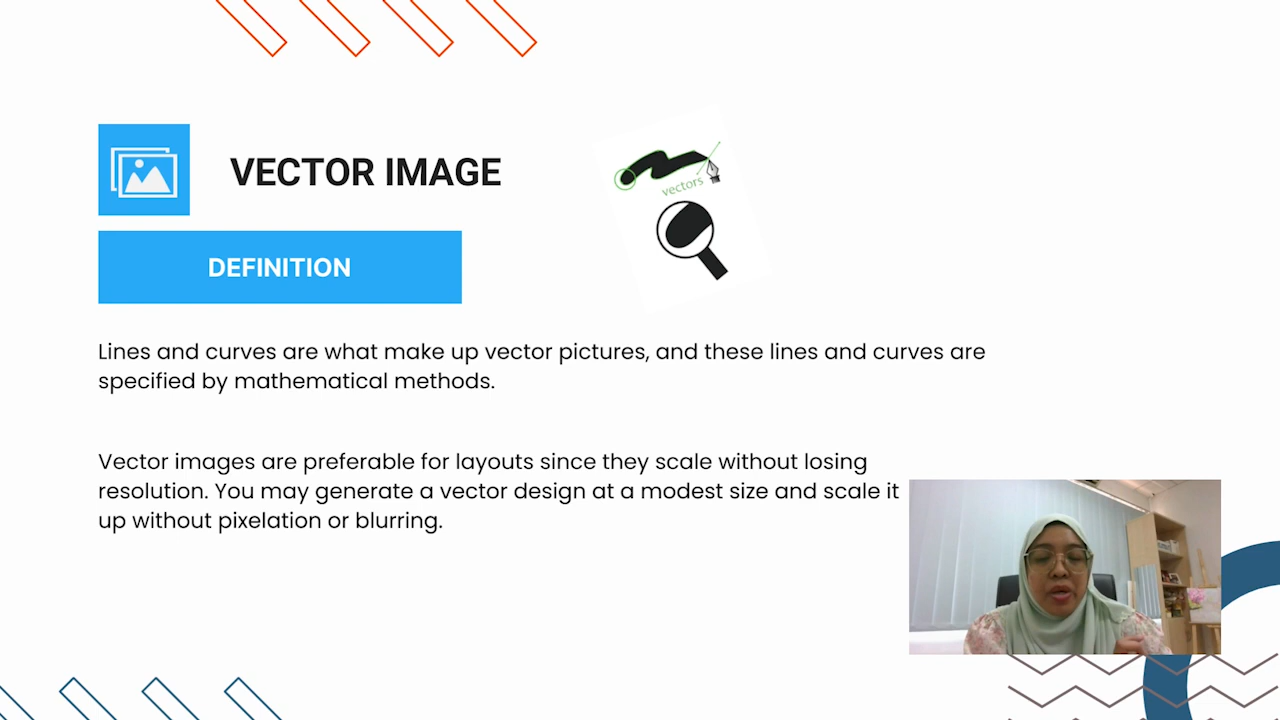 VECTOR IMAGE
vectors
DEFINITION
Lines and curves are what make up vector pictures, and these lines and curves are
specified by mathematical methods.
Vector images are preferable for layouts since they scale without losing
resolution. You may generate a vector design at a modest size and scale it
up without pixelation or blurring.